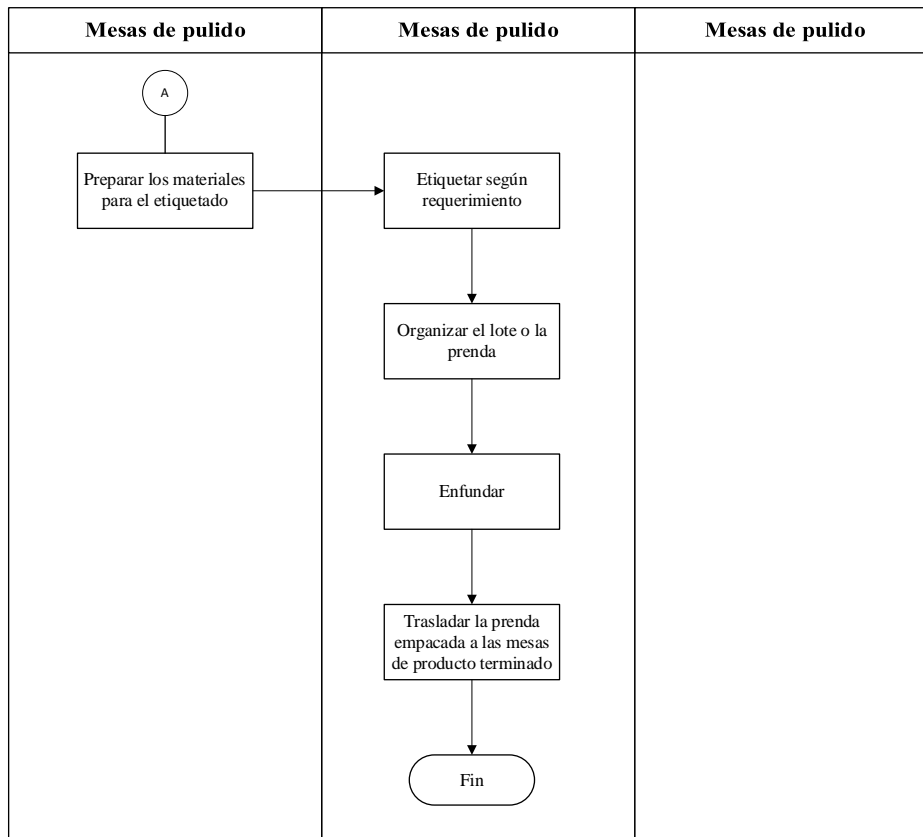 Mesas de pulido
Mesas de pulido
Mesas de pulido
A
Preparar los materiales
para el etiquetado
Etiquetar según
requerimiento
Organizar el lote o la
prenda
Enfundar
Trasladar la prenda
empacada a las mesas
de producto terminado
Fin